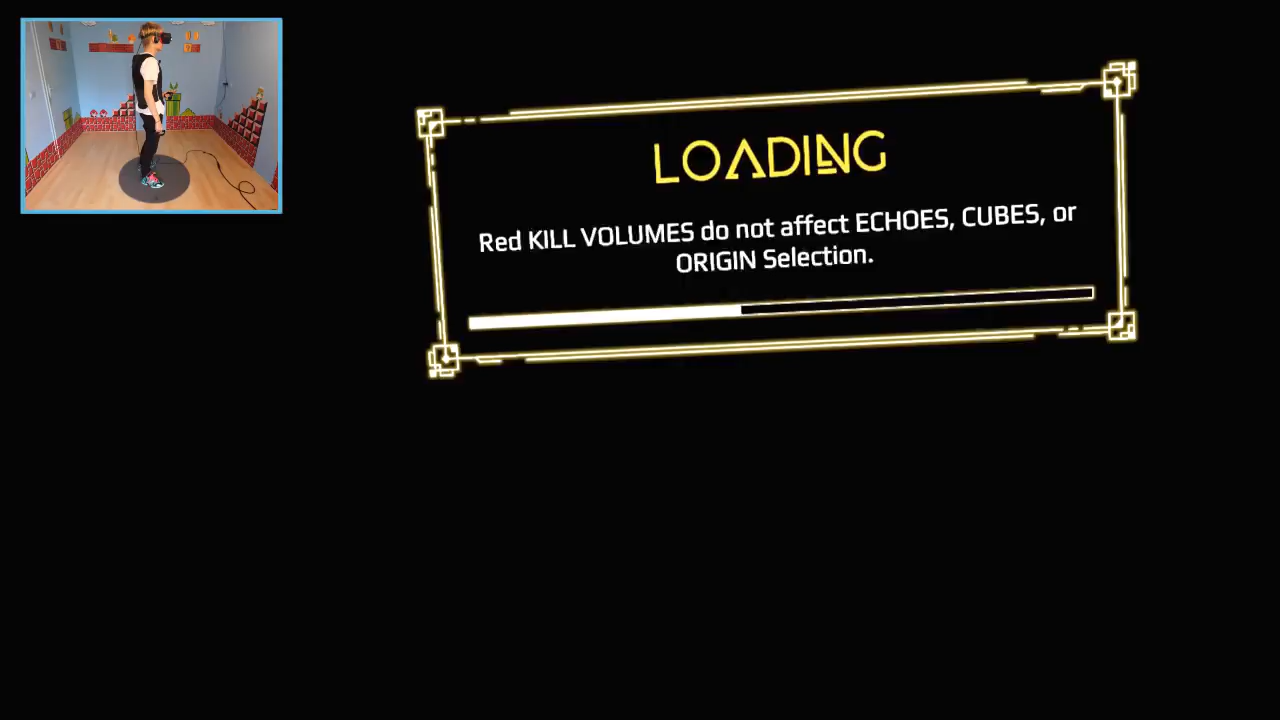 LOADING
Red KILL VOLUMES do not affect ECHOES, CUBES, or
ORIGIN Selection.